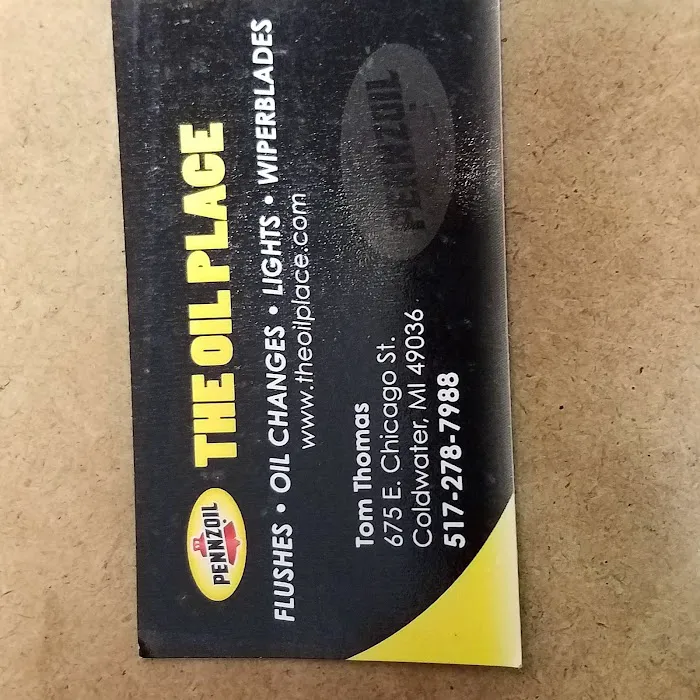 PENNZOIL
THE OIL PLACE
FLUSHES • OIL CHANGES • LIGHTS • WIPERBLADES
www.theoilplace.com
PENNZOIL
Tom Thomas
675 E. Chicago St.
Coldwater, MI 49036
517-278-7988